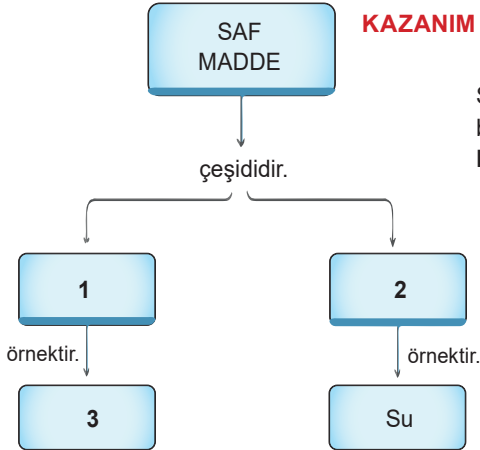 SAF
MADDE
KAZANIM
çeşididir.
1
2
örnektir.
örnektir.
3
Su